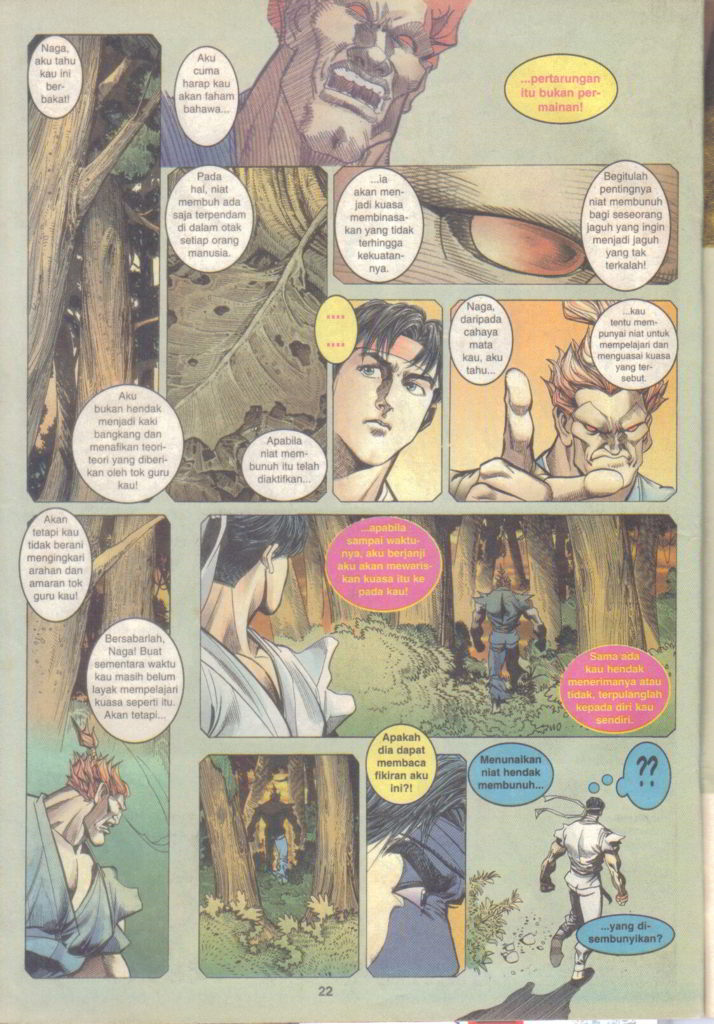 Naga,
aku tahu
kau ini
ber-
bakat!
Aku
cuma
harap kau
akan faham
bahawa...
...pertarungan
itu bukan per-
mainan!
Aku
bukan hendak
menjadi kaki
bangkang dan
menafikan teori-
teori yang diberi-
kan oleh tok guru
kau!
Pada
hal, niat
membuh ada
saja terpendam
di dalam otak
setiap orang
manusia.
Apabila
niat mem-
bunuh itu telah
diaktifkan...
...ia
akan men-
jadi kuasa
membinasa-
kan yang tidak
terhingga
kekuatan-
nya.
Begitulah
pentingnya
niat membunuh
bagi seseorang
jaguh yang ingin
menjadi jaguh
yang tak
terkalah!
....
....
Naga,
daripada
cahaya
mata
kau, aku
tahu...
...kau
tentu mem-
punyai niat untuk
mempelajari dan
menguasai kuasa
yang ter-
sebut.
Akan
tetapi kau
tidak berani
mengingkari
arahan dan
amaran tok
guru kau!
Bersabarlah,
Naga! Buat
sementara waktu
kau masih belum
layak mempelajari
kuasa seperti itu.
Akan tetapi...
...apabila
sampai waktu-
nya, aku berjanji
aku akan mewaris-
kan kuasa itu ke
pada kau!
Sama ada
kau hendak
menerimanya atau
tidak, terpulanglah
kepada diri kau
sendiri.
Apakah
dia dapat
membaca
fikiran aku
ini?!
Menunaikan
niat hendak
membunuh...
??
...yang di-
sembunyikan?
22